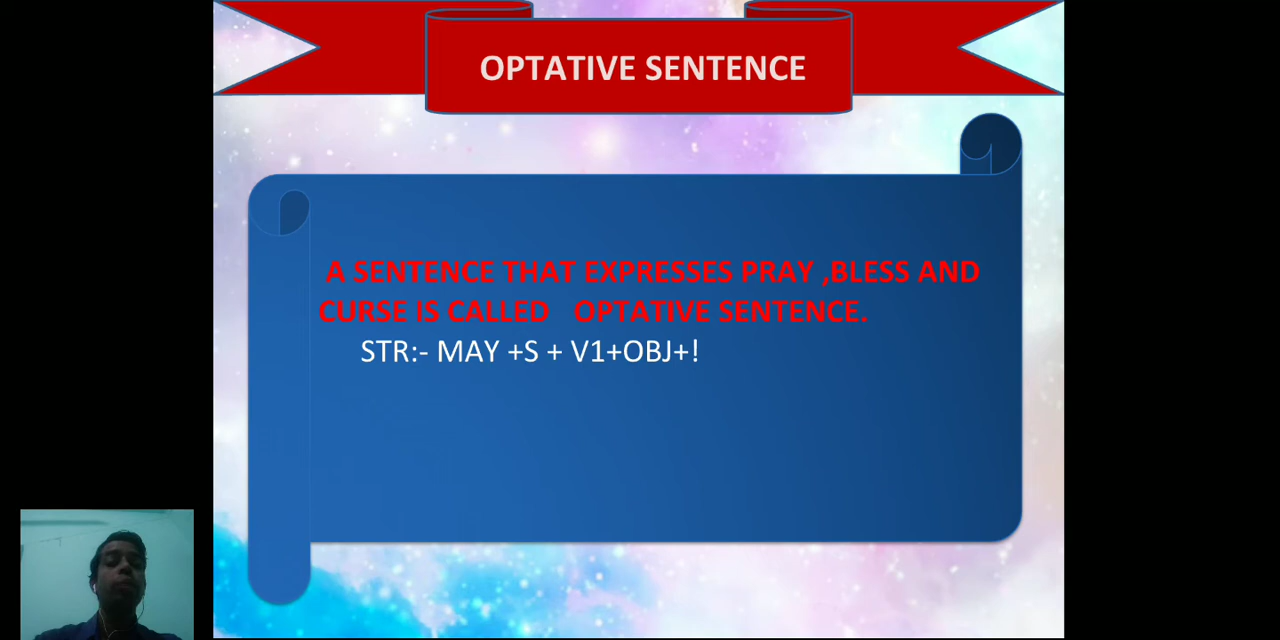 OPTATIVE SENTENCE
A SENTENCE THAT EXPRESSES PRAY ,BLESS AND
CURSE IS CALLED OPTATIVE SENTENCE.
STR:- MAY +S + V1+OBJ+!